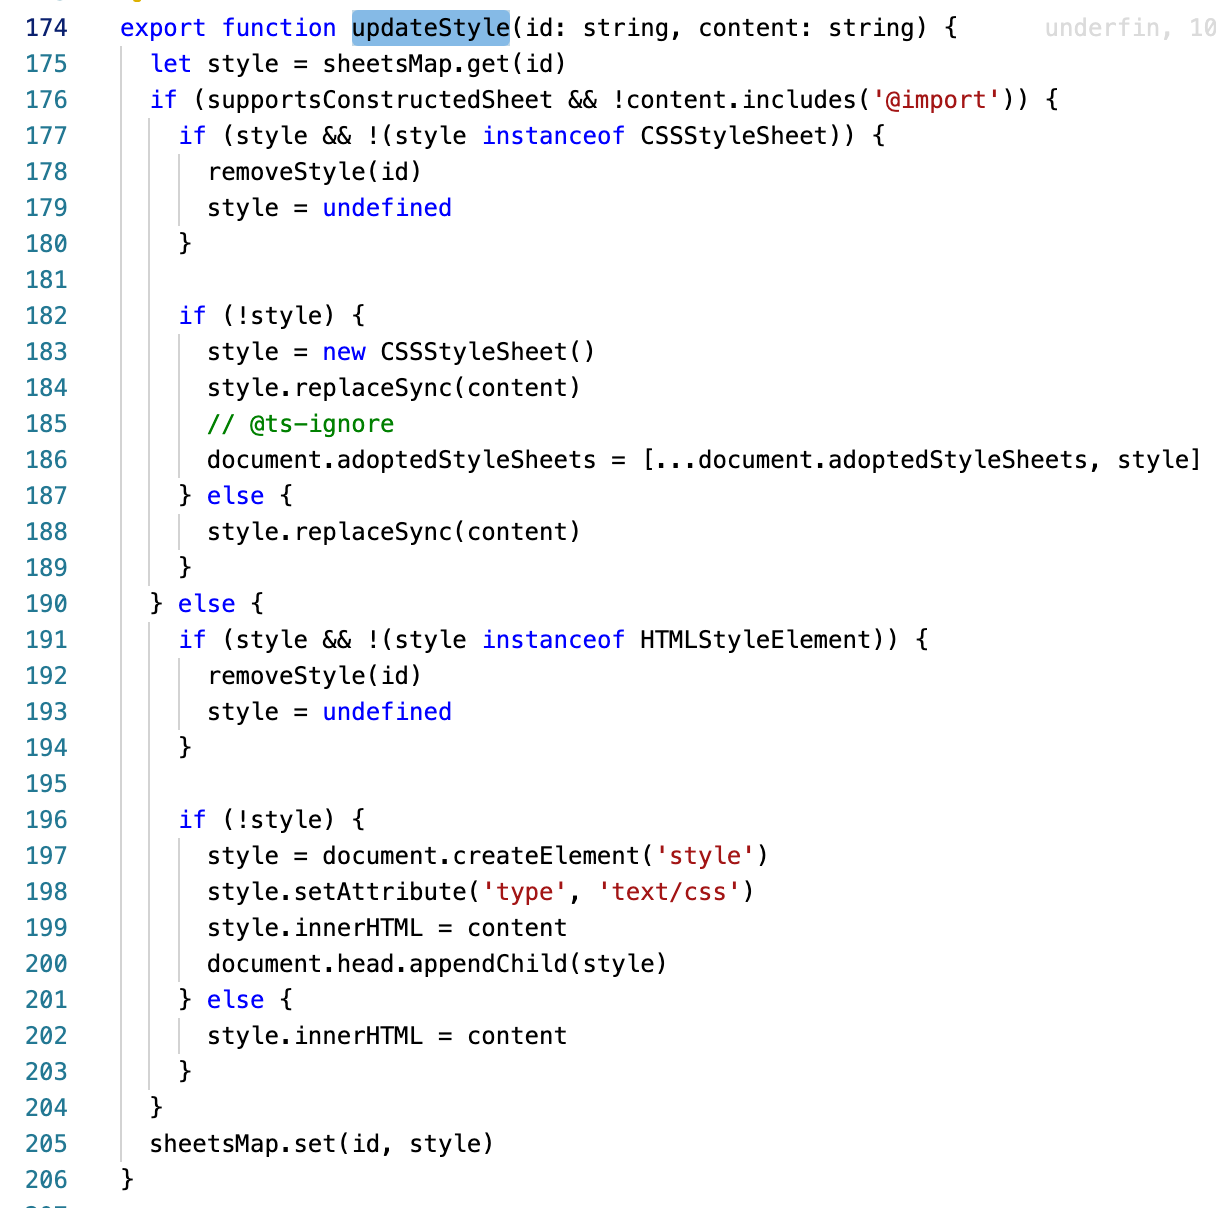 174 export function updateStyle(id: string, content: string) { underfin, 10
175 let style = sheetsMap.get(id)
176 if (supportsConstructedSheet && !content.includes('@import')) {
177 if (style && !(style instanceof CSSStyleSheet)) {
178 removeStyle(id)
179 style = undefined
180 }
181
182 if (!style) {
183 style = new CSSStyleSheet()
184 style.replaceSync(content)
185 // @ts-ignore
186 document.adoptedStyleSheets = [...document.adoptedStyleSheets, style]
187 } else {
188 style.replaceSync(content)
189 }
190 } else {
191 if (style && !(style instanceof HTMLStyleElement)) {
192 removeStyle(id)
193 style = undefined
194 }
195
196 if (!style) {
197 style = document.createElement('style')
198 style.setAttribute('type', 'text/css')
199 style.innerHTML = content
200 document.head.appendChild(style)
201 } else {
202 style.innerHTML = content
203 }
204 }
205 sheetsMap.set(id, style)
206 }